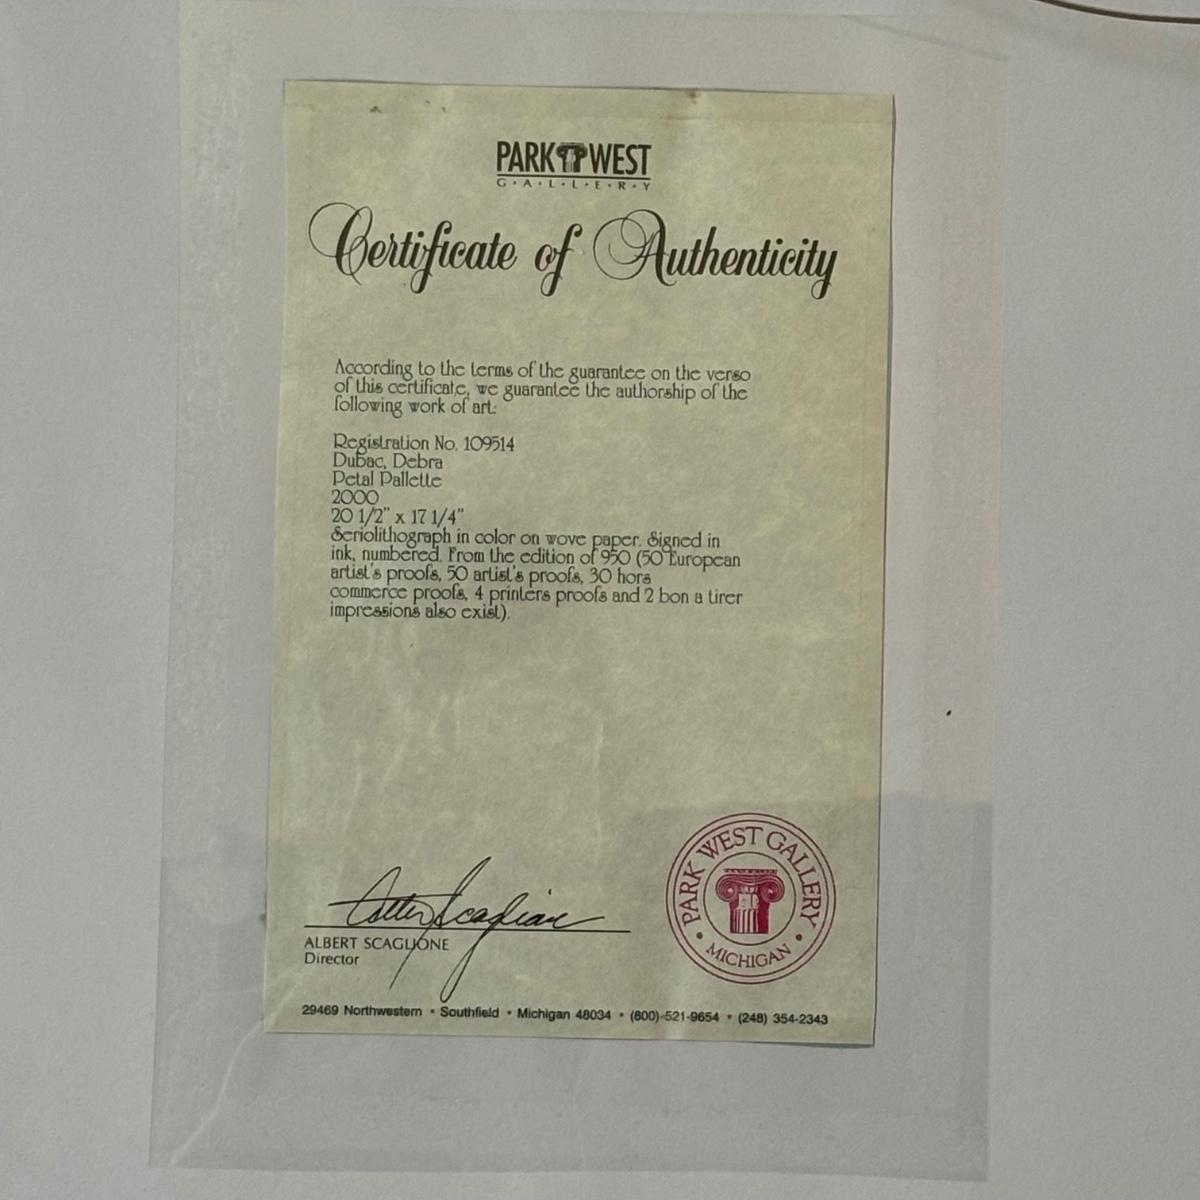 PARK WEST
G·A·L·L·E·R·Y
Certificate of Authenticity
According to the terms of the guarantee on the verso
of this certificate, we guarantee the authorship of the
following work of art:
Registration No. 109514
Dubac, Debra
Petal Pallette
2000
20 1/2" x 17 1/4"
Seriolithograph in color on wove paper. Signed in
ink, numbered. From the edition of 950 (50 European
artist's proofs, 50 artist's proofs, 30 hors
commerce proofs, 4 printers proofs and 2 bon a tirer
impressions also exist).
PARK WEST GALLERY
• MICHIGAN •
Albert Scaglione
ALBERT SCAGLIONE
Director
29469 Northwestern • Southfield • Michigan 48034 • (800)-521-9654 • (248) 354-2343